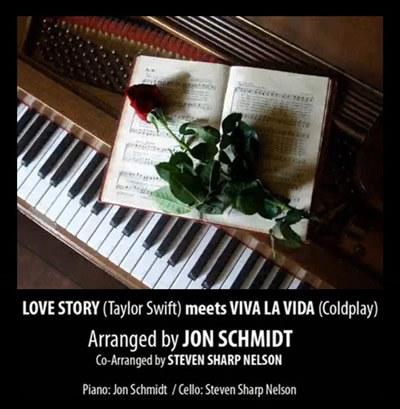 LOVE STORY (Taylor Swift) meets VIVA LA VIDA (Coldplay)
Arranged by JON SCHMIDT
Co-Arranged by STEVEN SHARP NELSON
Piano: Jon Schmidt / Cello: Steven Sharp Nelson